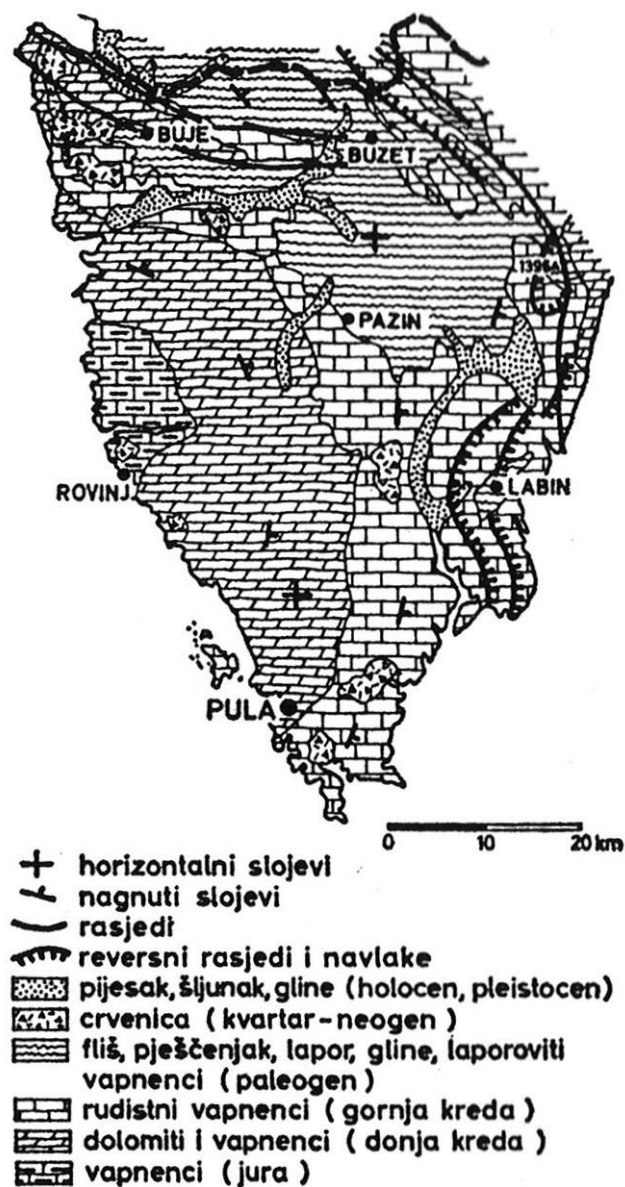 BUJE
BUZET
1396
PAZIN
ROVINJ
LABIN
PULA
0 10 20 km
horizontalni slojevi
nagnuti slojevi
rasjedi
reversni rasjedi i navlake
pijesak, šljunak, gline (holocen, pleistocen)
crvenica (kvartar-neogen)
fliš, pješčenjak, lapor, gline, laporoviti
vapnenci (paleogen)
rudistni vapnenci (gornja kreda)
dolomiti i vapnenci (donja kreda)
vapnenci (jura)